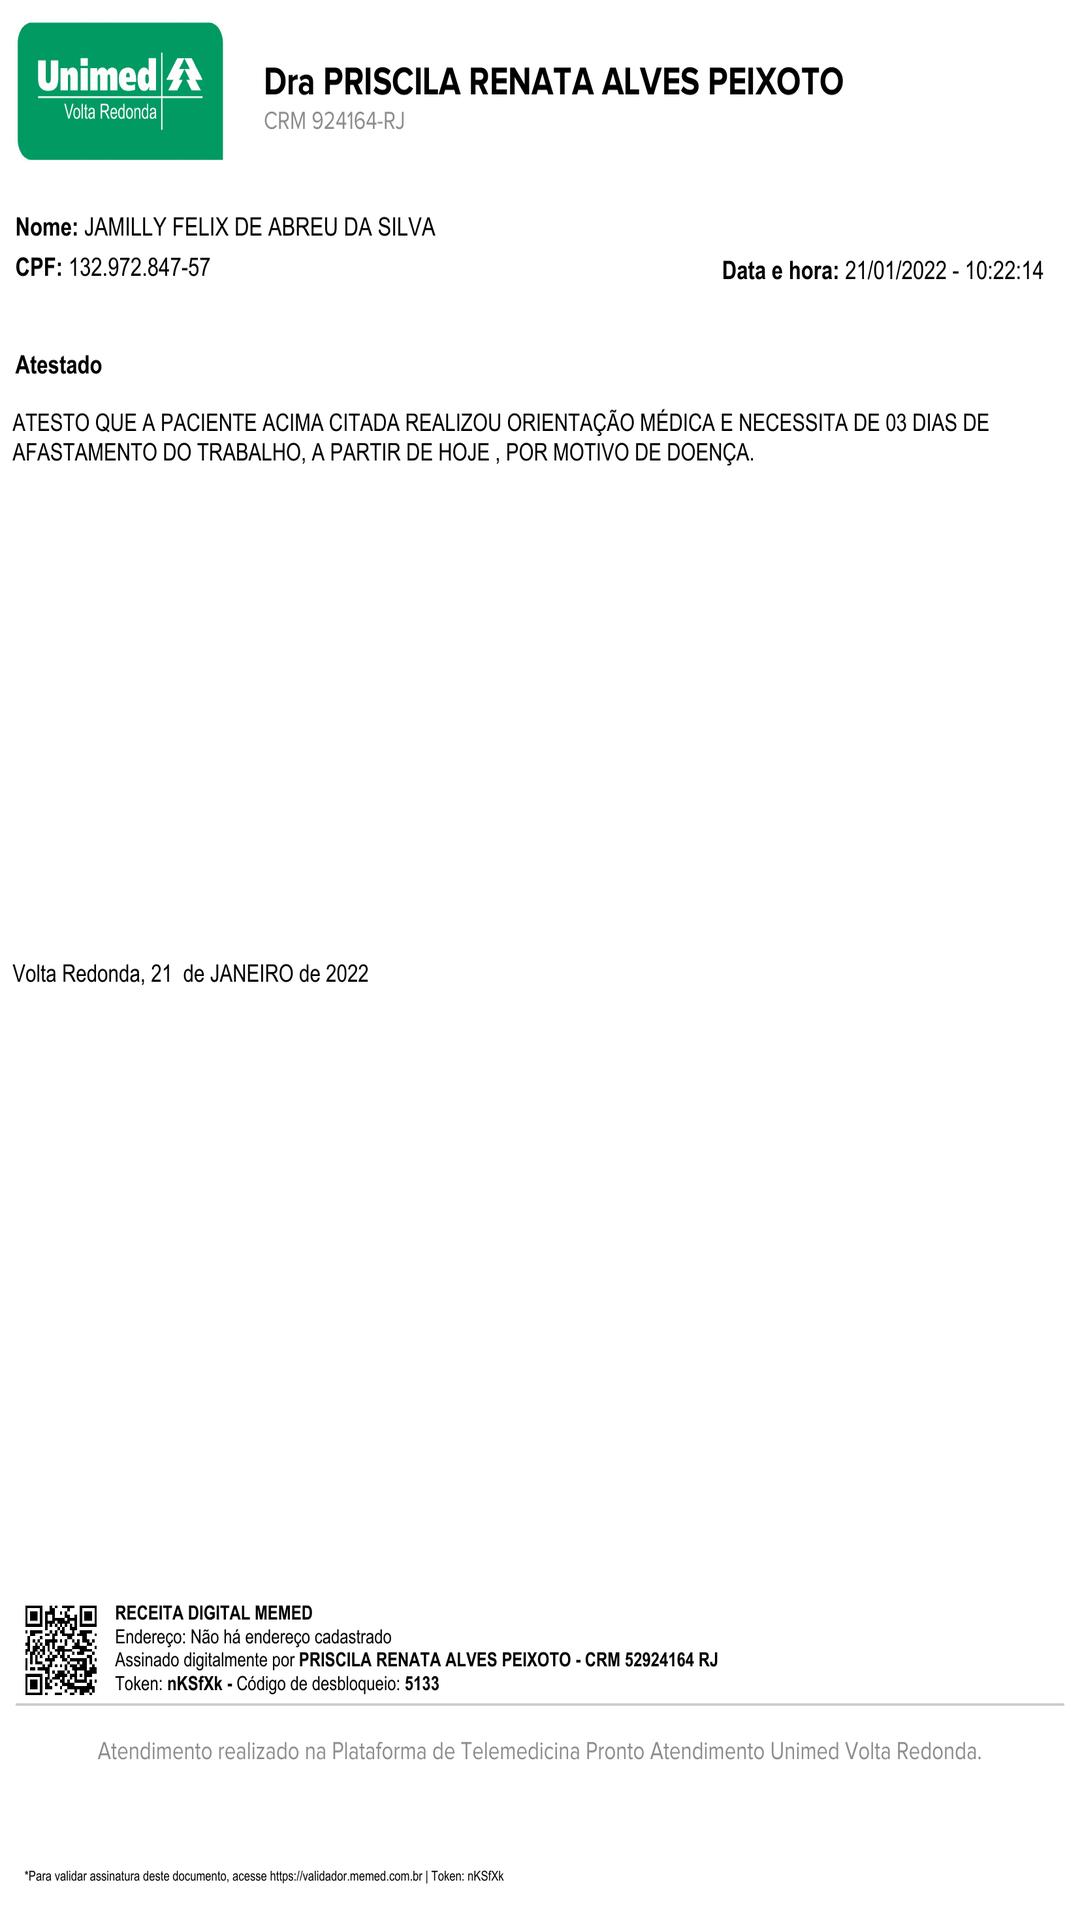 Unimed
Volta Redonda
Dra PRISCILA RENATA ALVES PEIXOTO
CRM 924164-RJ
Nome: JAMILLY FELIX DE ABREU DA SILVA
CPF: 132.972.847-57
Data e hora: 21/01/2022 - 10:22:14
Atestado
ATESTO QUE A PACIENTE ACIMA CITADA REALIZOU ORIENTAÇÃO MÉDICA E NECESSITA DE 03 DIAS DE
AFASTAMENTO DO TRABALHO, A PARTIR DE HOJE , POR MOTIVO DE DOENÇA.
Volta Redonda, 21  de JANEIRO de 2022
RECEITA DIGITAL MEMED
Endereço: Não há endereço cadastrado
Assinado digitalmente por PRISCILA RENATA ALVES PEIXOTO - CRM 52924164 RJ
Token: nKSfXk - Código de desbloqueio: 5133
Atendimento realizado na Plataforma de Telemedicina Pronto Atendimento Unimed Volta Redonda.
*Para validar assinatura deste documento, acesse https://validador.memed.com.br | Token: nKSfXk